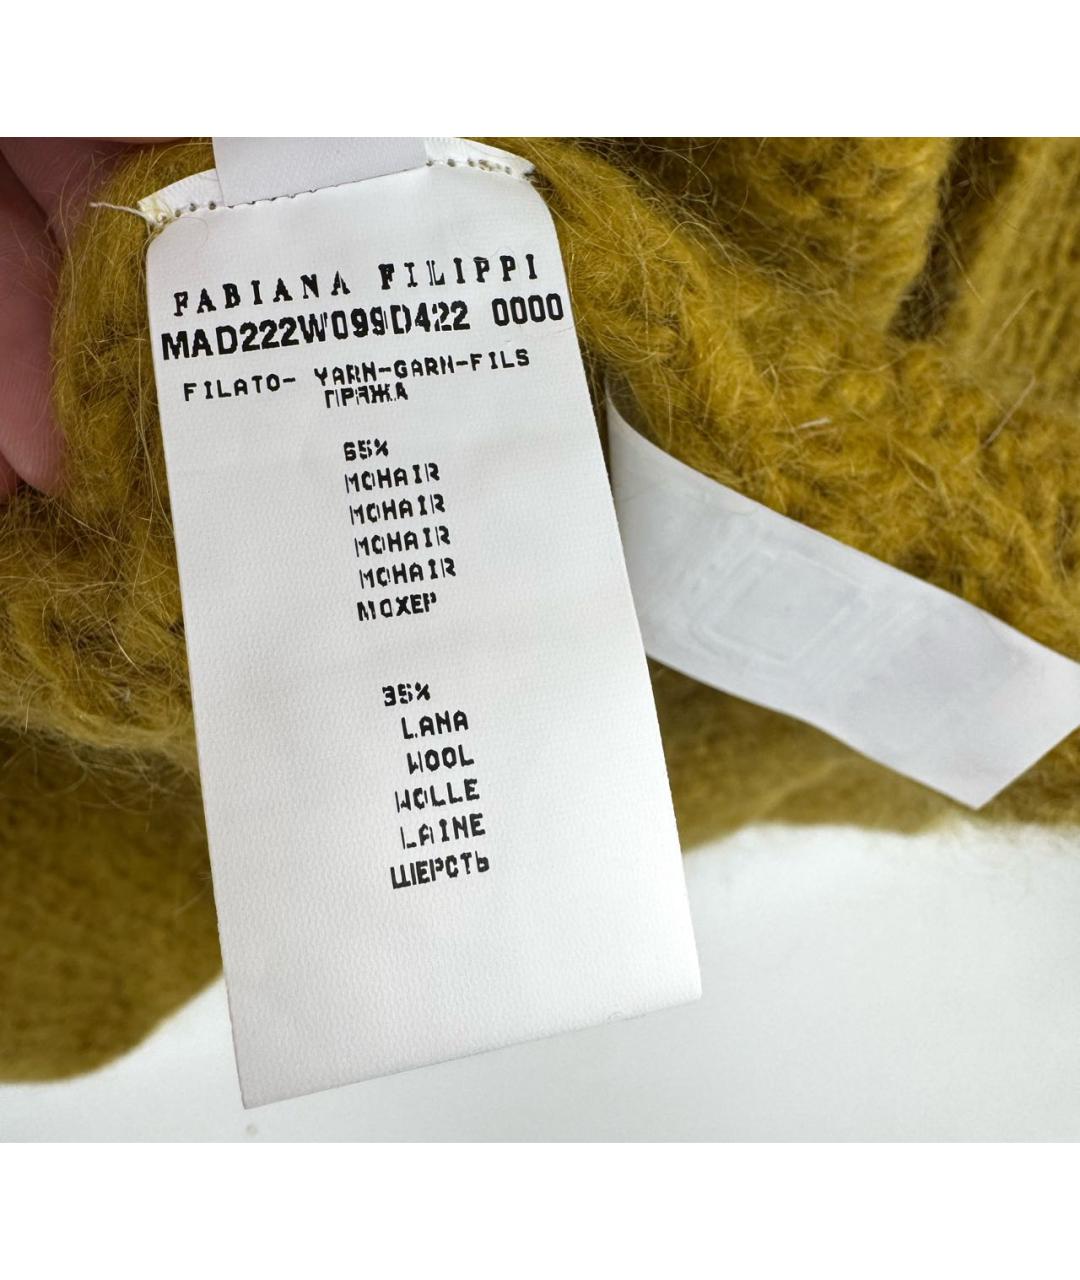 FABIANA FILIPPI
MAD222W099D422 0000
FILATO- YARN-GARN-FILS
ПРЯЖА
65%
MOHAIR
MOHAIR
MOHAIR
MOHAIR
МОХЕР
35%
LANA
WOOL
WOLLE
LAINE
ШЕРСТЬ